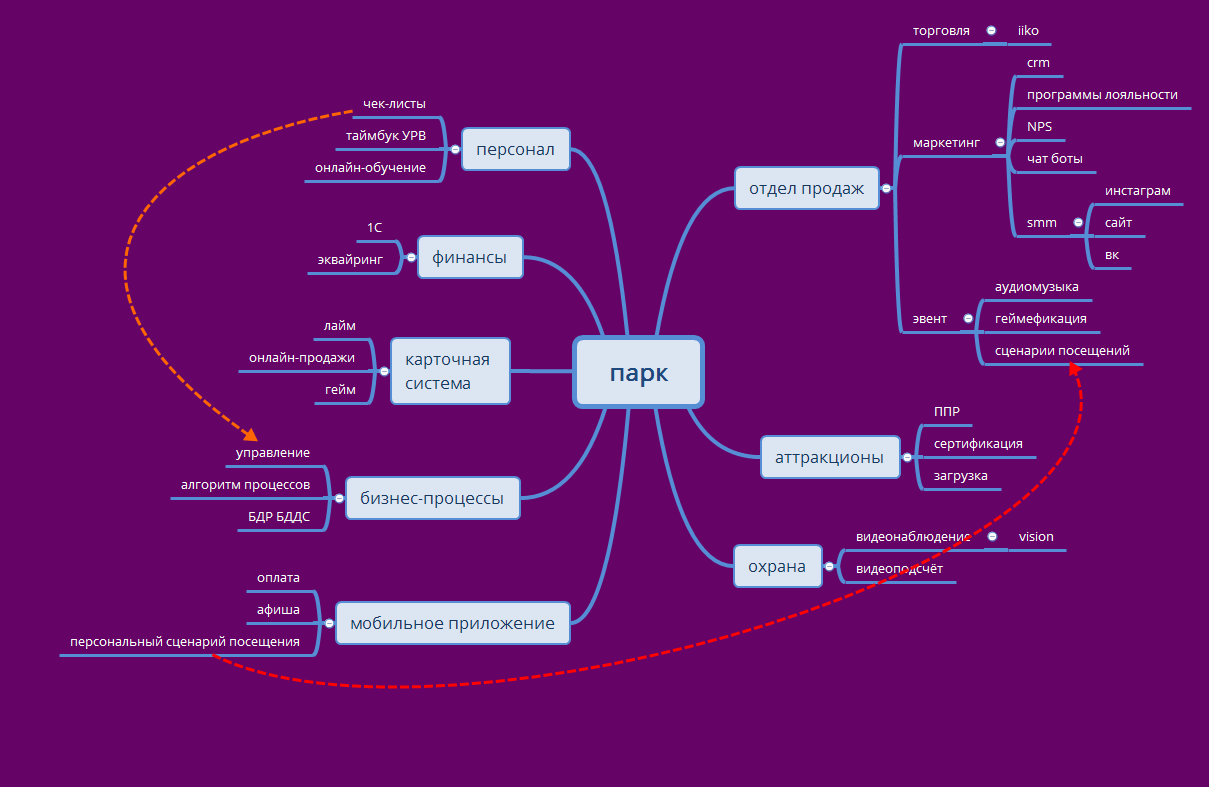 парк
персонал
чек-листы
таймбук УРВ
онлайн-обучение
финансы
1С
эквайринг
карточная
система
лайм
онлайн-продажи
гейм
бизнес-процессы
управление
алгоритм процессов
БДР БДДС
мобильное приложение
оплата
афиша
персональный сценарий посещения
отдел продаж
торговля
iiko
маркетинг
crm
программы лояльности
NPS
чат боты
smm
инстаграм
сайт
вк
эвент
аудиомузыка
геймефикация
сценарии посещений
аттракционы
ППР
сертификация
загрузка
охрана
видеонаблюдение
vision
видеоподсчёт